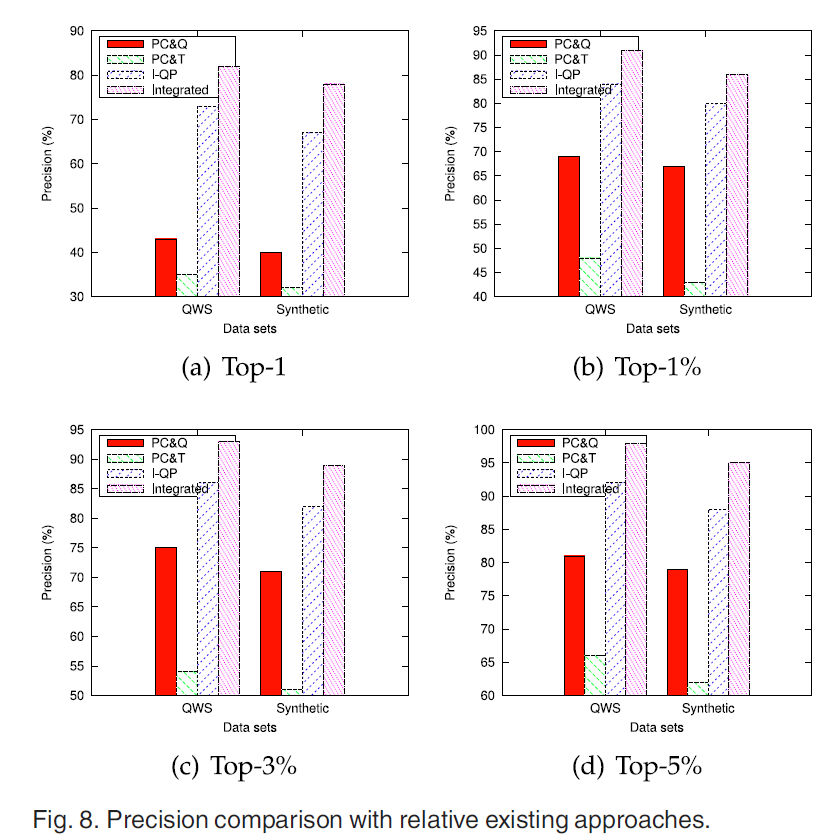 90
80
70
60
50
40
30
Precision (%)
PC&Q
PC&T
I-QP
Integrated
QWS Synthetic
Data sets
(a) Top-1
95
90
85
80
75
70
65
60
55
50
45
40
Precision (%)
PC&Q
PC&T
I-QP
Integrated
QWS Synthetic
Data sets
(b) Top-1%
95
90
85
80
75
70
65
60
55
50
Precision (%)
PC&Q
PC&T
I-QP
Integrated
QWS Synthetic
Data sets
(c) Top-3%
100
95
90
85
80
75
70
65
60
Precision (%)
PC&Q
PC&T
I-QP
Integrated
QWS Synthetic
Data sets
(d) Top-5%
Fig. 8. Precision comparison with relative existing approaches.